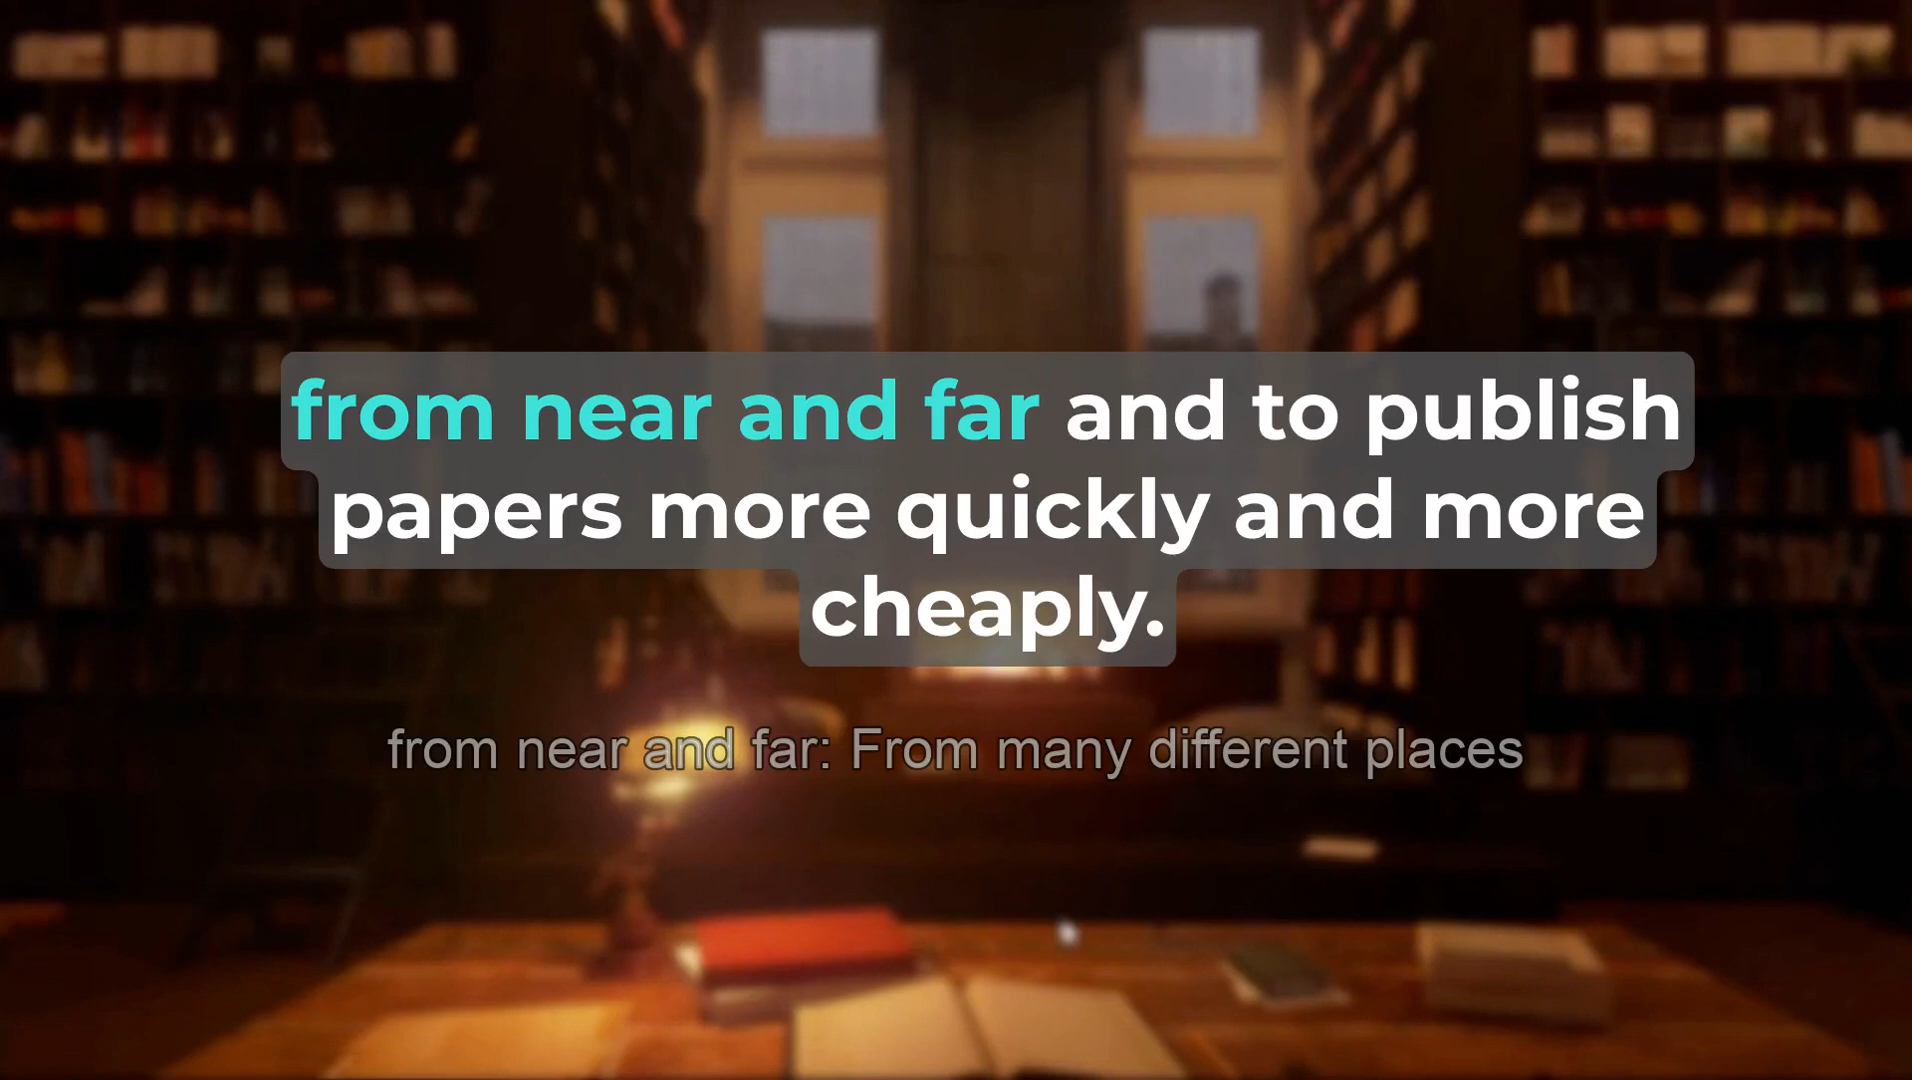 from near and far and to publish
papers more quickly and more
cheaply.
from near and far: From many different places